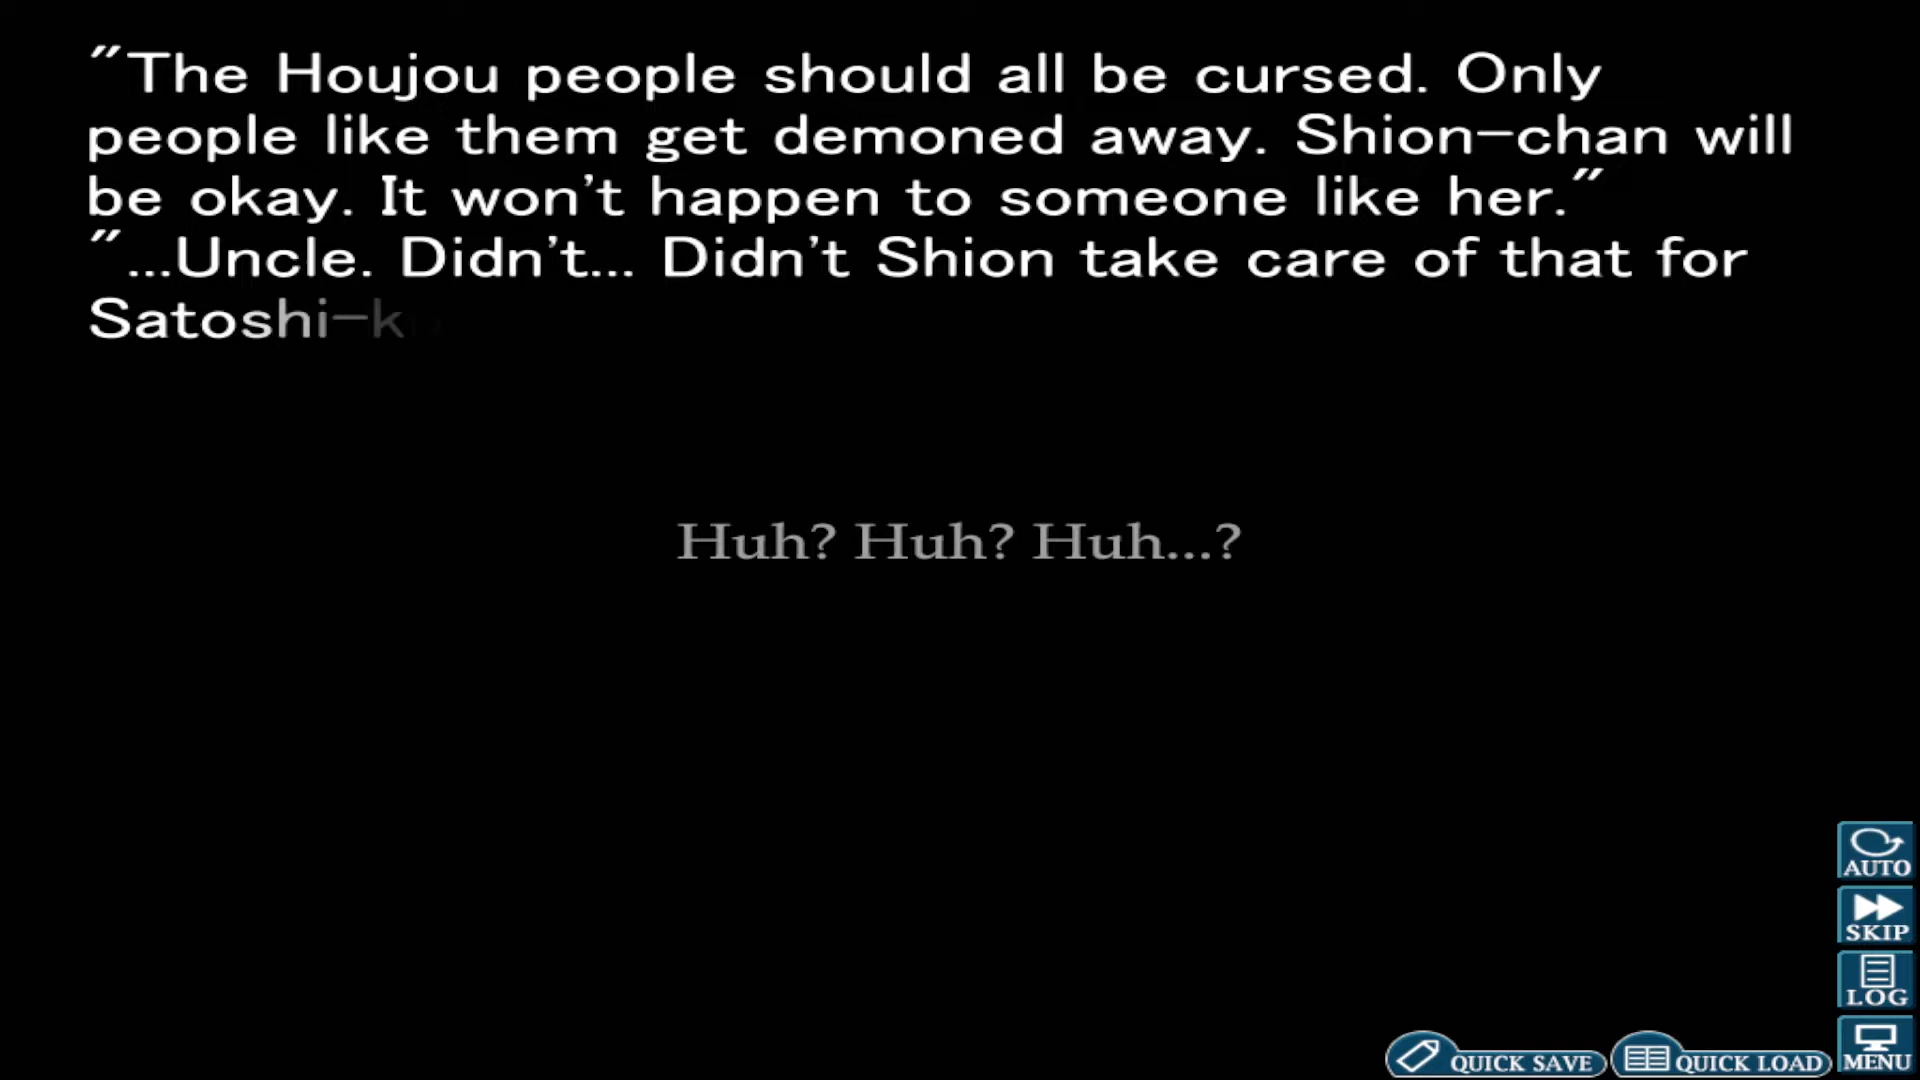 "The Houjou people should all be cursed. Only
people like them get demoned away. Shion-chan will
be okay. It won't happen to someone like her."
"...Uncle. Didn't... Didn't Shion take care of that for
Satoshi-k
Huh? Huh? Huh...?
AUTO
SKIP
LOG
QUICK SAVE QUICK LOAD MENU